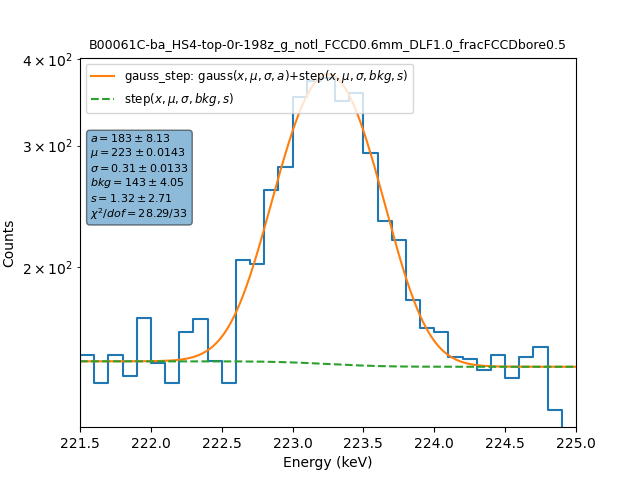 B00061C-ba_HS4-top-0r-198z_g_notl_FCCD0.6mm_DLF1.0_fracFCCDbore0.5
gauss_step: gauss(x, μ, σ, a)+step(x, μ, σ, bkg, s)
step(x, μ, σ, bkg, s)
a = 183 ± 8.13
μ = 223 ± 0.0143
σ = 0.31 ± 0.0133
bkg = 143 ± 4.05
s = 1.32 ± 2.71
χ²/dof = 28.29/33
4 × 10²
3 × 10²
2 × 10²
Counts
221.5 222.0 222.5 223.0 223.5 224.0 224.5 225.0
Energy (keV)